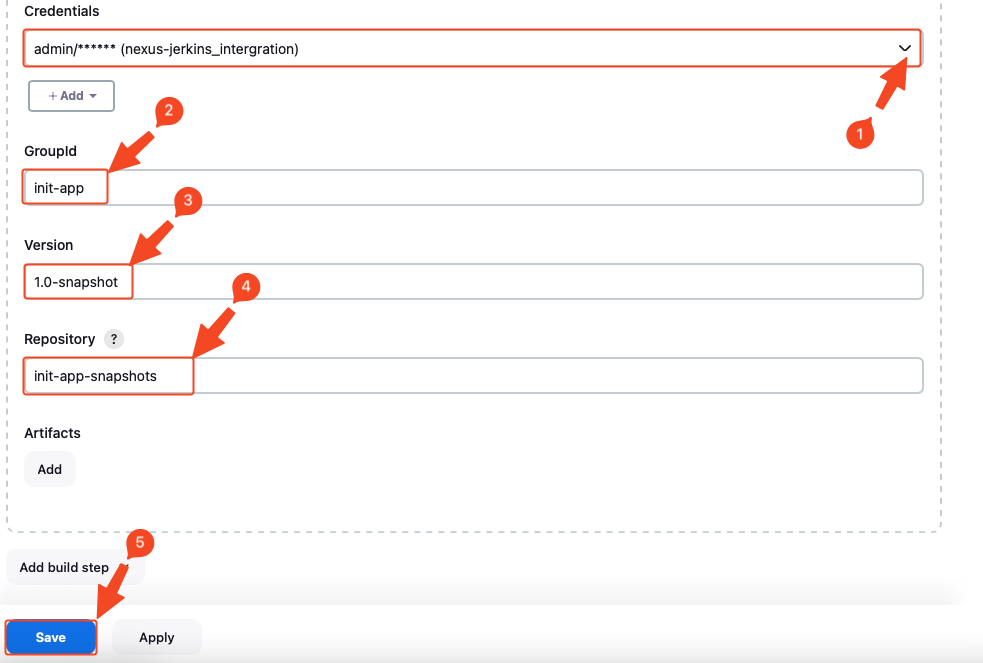 Credentials
admin/****** (nexus-jerkins_intergration)
1
+ Add
2
GroupId
init-app
3
Version
1.0-snapshot
4
Repository ?
init-app-snapshots
Artifacts
Add
5
Add build step
Save
Apply